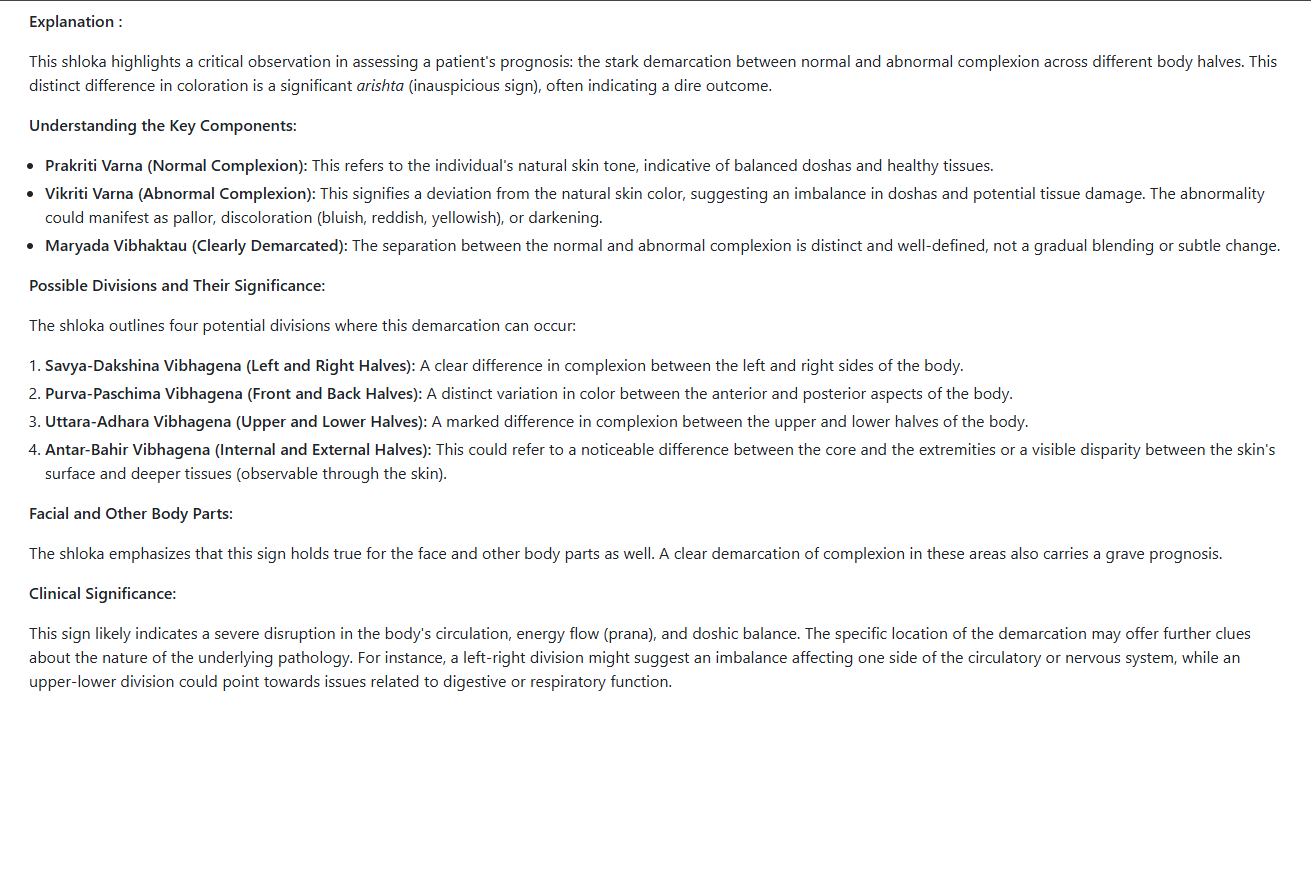 Explanation :
This shloka highlights a critical observation in assessing a patient's prognosis: the stark demarcation between normal and abnormal complexion across different body halves. This
distinct difference in coloration is a significant arishta (inauspicious sign), often indicating a dire outcome.
Understanding the Key Components:
• Prakriti Varna (Normal Complexion): This refers to the individual's natural skin tone, indicative of balanced doshas and healthy tissues.
• Vikriti Varna (Abnormal Complexion): This signifies a deviation from the natural skin color, suggesting an imbalance in doshas and potential tissue damage. The abnormality
could manifest as pallor, discoloration (bluish, reddish, yellowish), or darkening.
• Maryada Vibhaktau (Clearly Demarcated): The separation between the normal and abnormal complexion is distinct and well-defined, not a gradual blending or subtle change.
Possible Divisions and Their Significance:
The shloka outlines four potential divisions where this demarcation can occur:
1. Savya-Dakshina Vibhagena (Left and Right Halves): A clear difference in complexion between the left and right sides of the body.
2. Purva-Paschima Vibhagena (Front and Back Halves): A distinct variation in color between the anterior and posterior aspects of the body.
3. Uttara-Adhara Vibhagena (Upper and Lower Halves): A marked difference in complexion between the upper and lower halves of the body.
4. Antar-Bahir Vibhagena (Internal and External Halves): This could refer to a noticeable difference between the core and the extremities or a visible disparity between the skin's
surface and deeper tissues (observable through the skin).
Facial and Other Body Parts:
The shloka emphasizes that this sign holds true for the face and other body parts as well. A clear demarcation of complexion in these areas also carries a grave prognosis.
Clinical Significance:
This sign likely indicates a severe disruption in the body's circulation, energy flow (prana), and doshic balance. The specific location of the demarcation may offer further clues
about the nature of the underlying pathology. For instance, a left-right division might suggest an imbalance affecting one side of the circulatory or nervous system, while an
upper-lower division could point towards issues related to digestive or respiratory function.